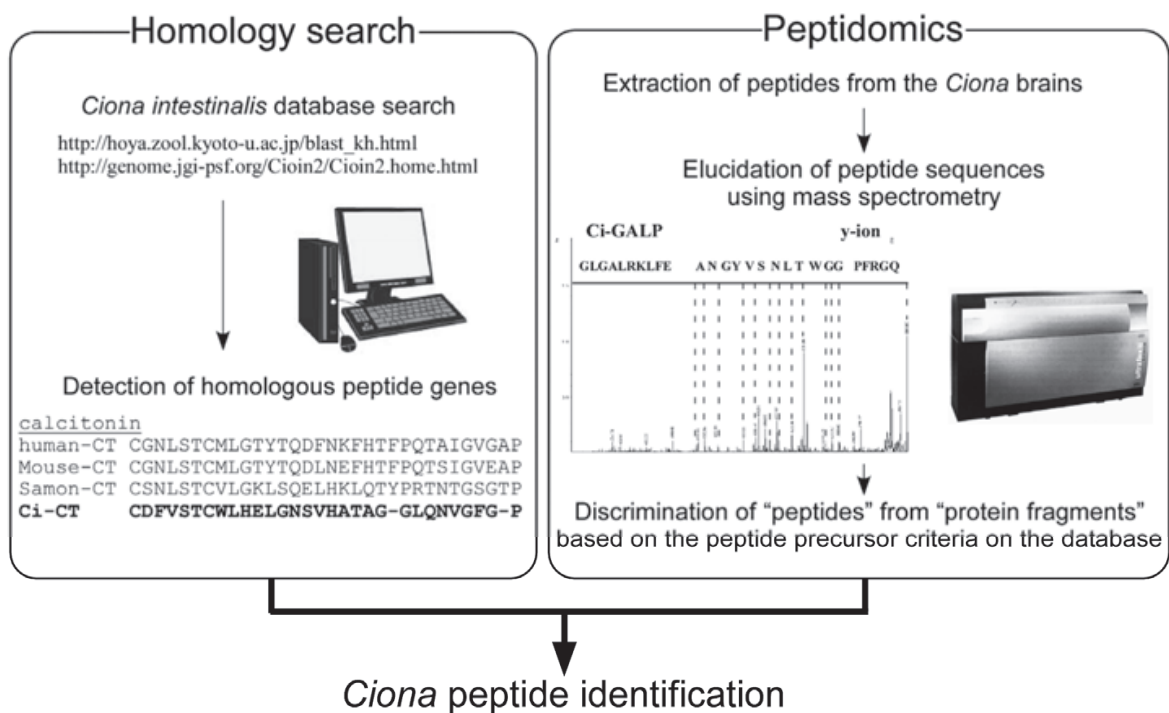 Homology search
Ciona intestinalis database search
http://hoya.zool.kyoto-u.ac.jp/blast_kh.html
http://genome.jgi-psf.org/Cioin2/Cioin2.home.html
Detection of homologous peptide genes
calcitonin
human-CT CGNLSTCMLGTYTQDFNKFHTFPQTAIGVGAP
Mouse-CT CGNLSTCMLGTYTQDLNEFHTFPQTSIGVEAP
Samon-CT CSNLSTCVLGKLSQELHKLQTYPRTNTGSGTP
Ci-CT CDFVSTCWLHELGNSVHATAG-GLQNVGFG-P
Peptidomics
Extraction of peptides from the Ciona brains
Elucidation of peptide sequences
using mass spectrometry
Ci-GALP y-ion
GLGALRKLFE A N GY V S N L T W GG PFRGQ
Discrimination of “peptides” from “protein fragments”
based on the peptide precursor criteria on the database
Ciona peptide identification